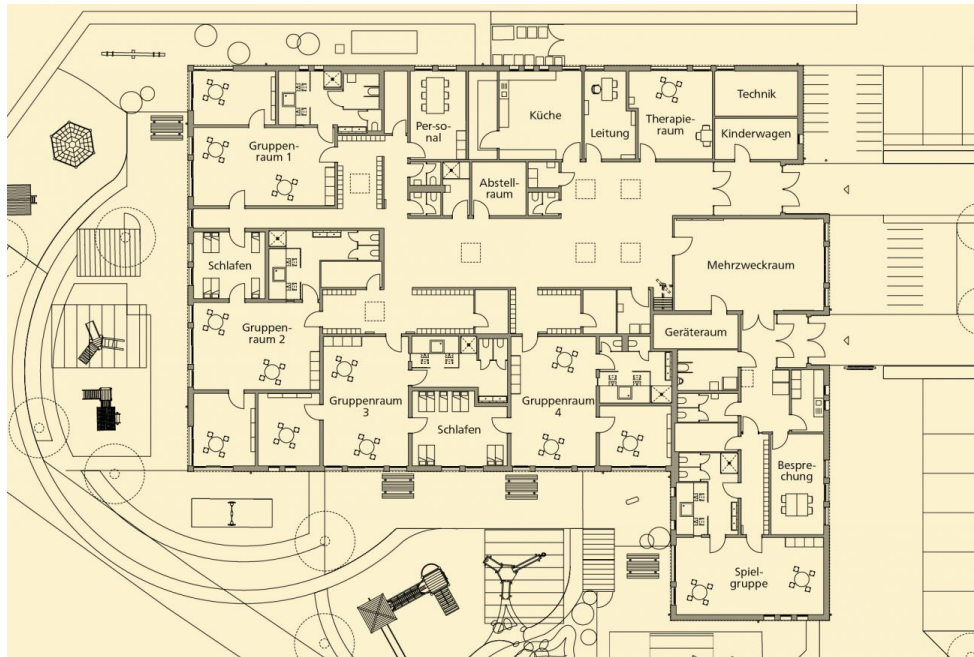 Gruppen-
raum 1
Per-so-
nal
Küche
Leitung
Therapie-
raum
Technik
Kinderwagen
Abstell-
raum
Schlafen
Mehrzweckraum
Gruppen-
raum 2
Geräteraum
Gruppenraum
3
Schlafen
Gruppenraum
4
Bespre-
chung
Spiel-
gruppe